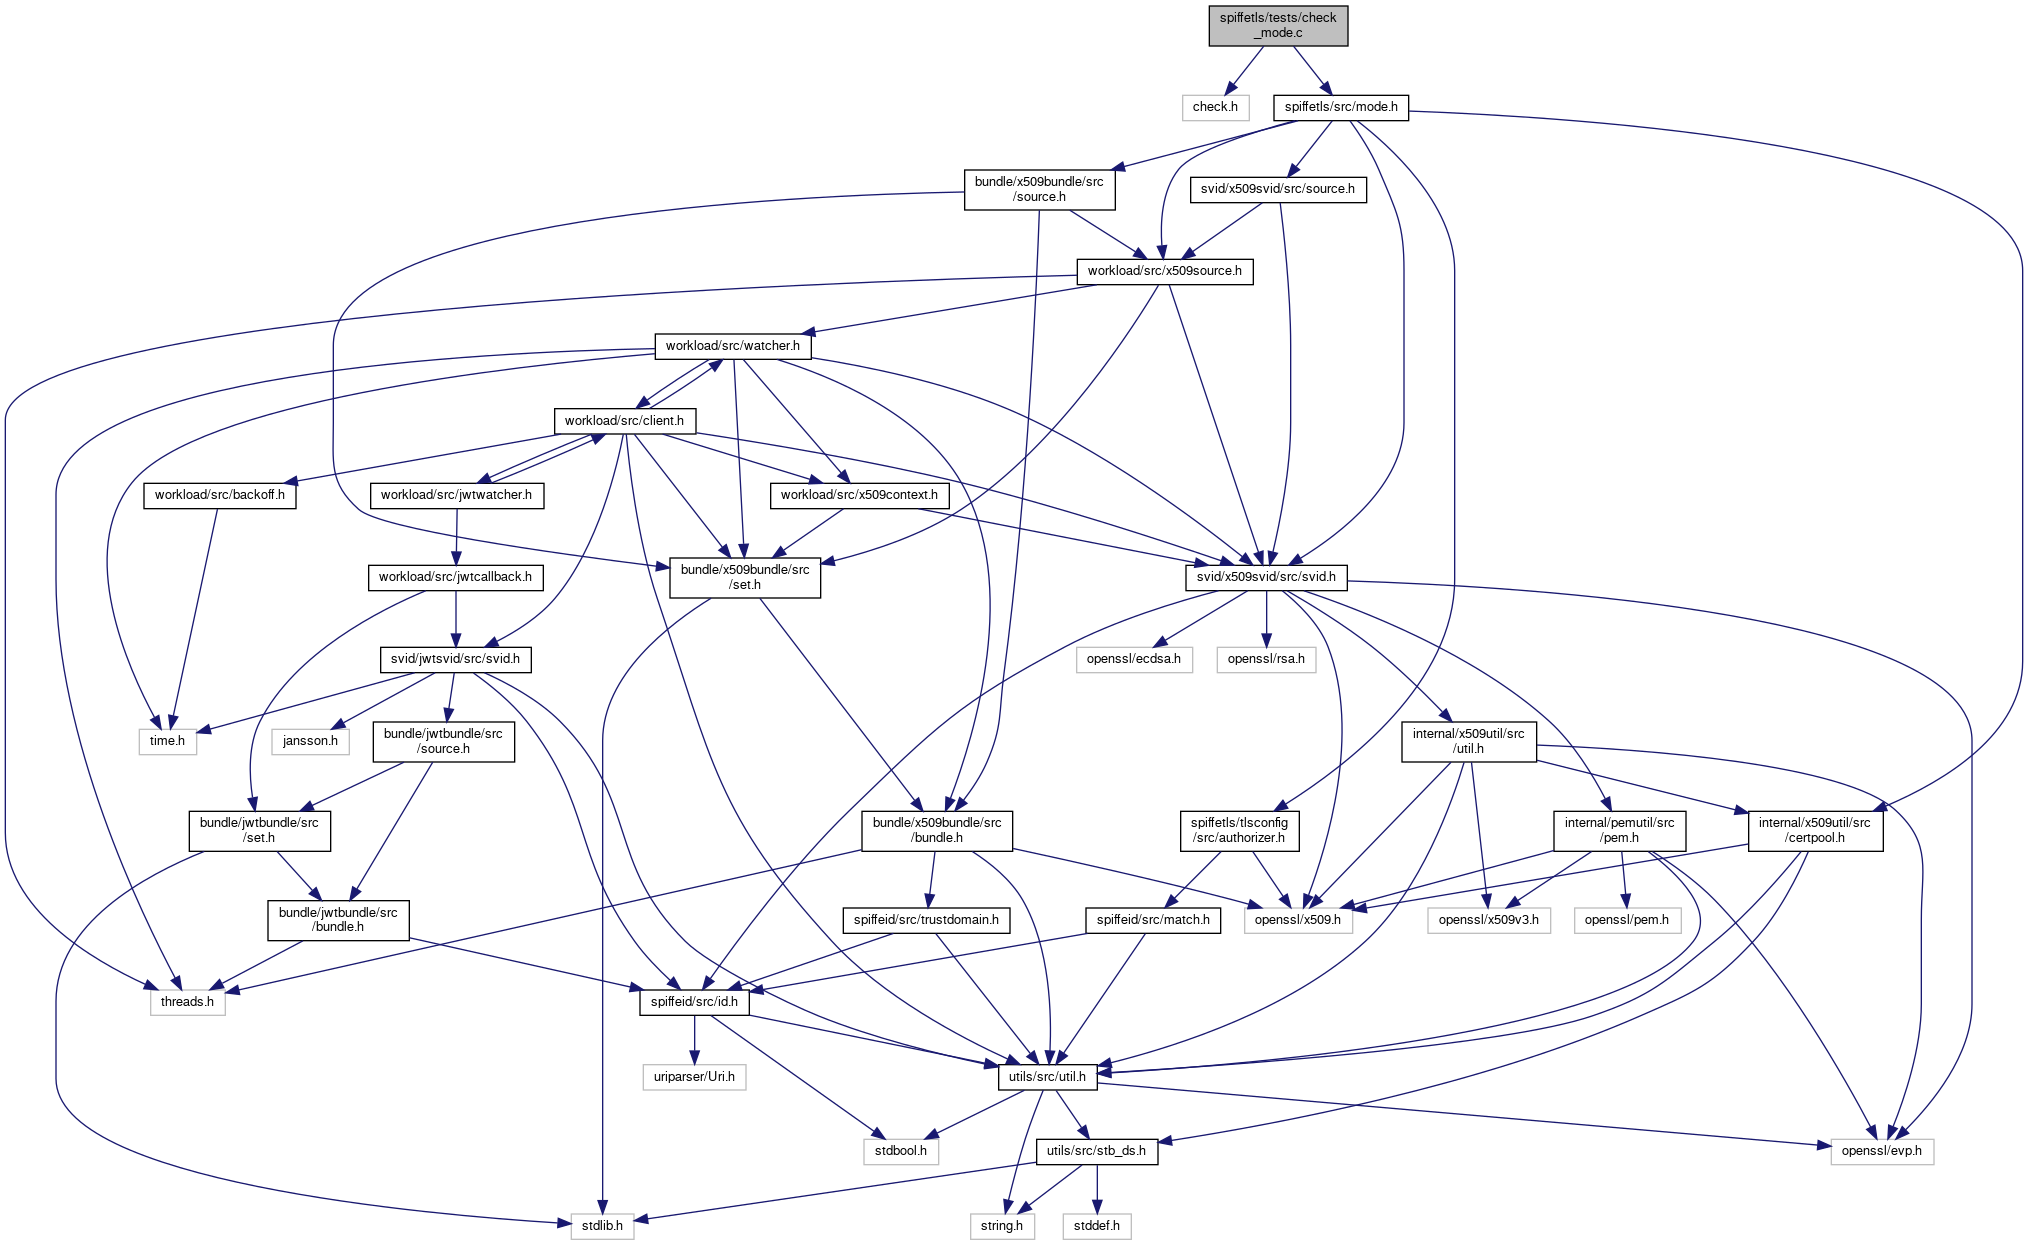 spiffetls/tests/check
_mode.c
check.h
spiffetls/src/mode.h
bundle/x509bundle/src
/source.h
svid/x509svid/src/source.h
workload/src/x509source.h
workload/src/watcher.h
workload/src/client.h
workload/src/backoff.h
workload/src/jwtwatcher.h
workload/src/x509context.h
bundle/x509bundle/src
/set.h
workload/src/jwtcallback.h
svid/x509svid/src/svid.h
svid/jwtsvid/src/svid.h
openssl/ecdsa.h
openssl/rsa.h
time.h
jansson.h
bundle/jwtbundle/src
/source.h
internal/x509util/src
/util.h
bundle/jwtbundle/src
/set.h
bundle/x509bundle/src
/bundle.h
spiffetls/tlsconfig
/src/authorizer.h
internal/pemutil/src
/pem.h
internal/x509util/src
/certpool.h
bundle/jwtbundle/src
/bundle.h
spiffeid/src/trustdomain.h
spiffeid/src/match.h
openssl/x509.h
openssl/x509v3.h
openssl/pem.h
threads.h
spiffeid/src/id.h
uriparser/Uri.h
utils/src/util.h
stdbool.h
utils/src/stb_ds.h
openssl/evp.h
stdlib.h
string.h
stddef.h